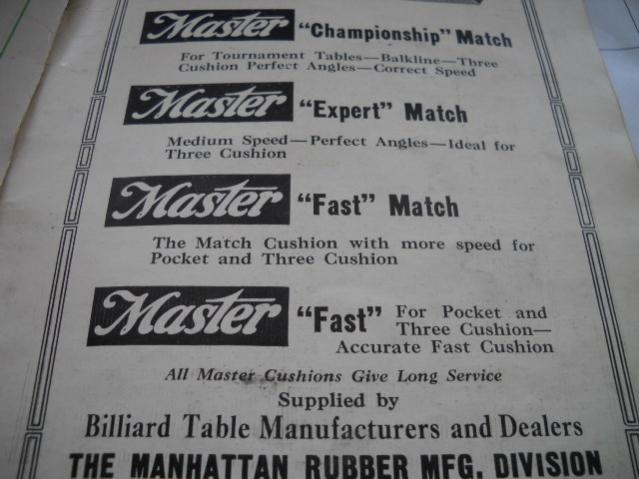 Master "Championship" Match
For Tournament Tables—Balkline—Three
Cushion Perfect Angles—Correct Speed
Master "Expert" Match
Medium Speed—Perfect Angles—Ideal for
Three Cushion
Master "Fast" Match
The Match Cushion with more speed for
Pocket and Three Cushion
Master "Fast" For Pocket and
Three Cushion—
Accurate Fast Cushion
All Master Cushions Give Long Service
Supplied by
Billiard Table Manufacturers and Dealers
THE MANHATTAN RUBBER MFG. DIVISION